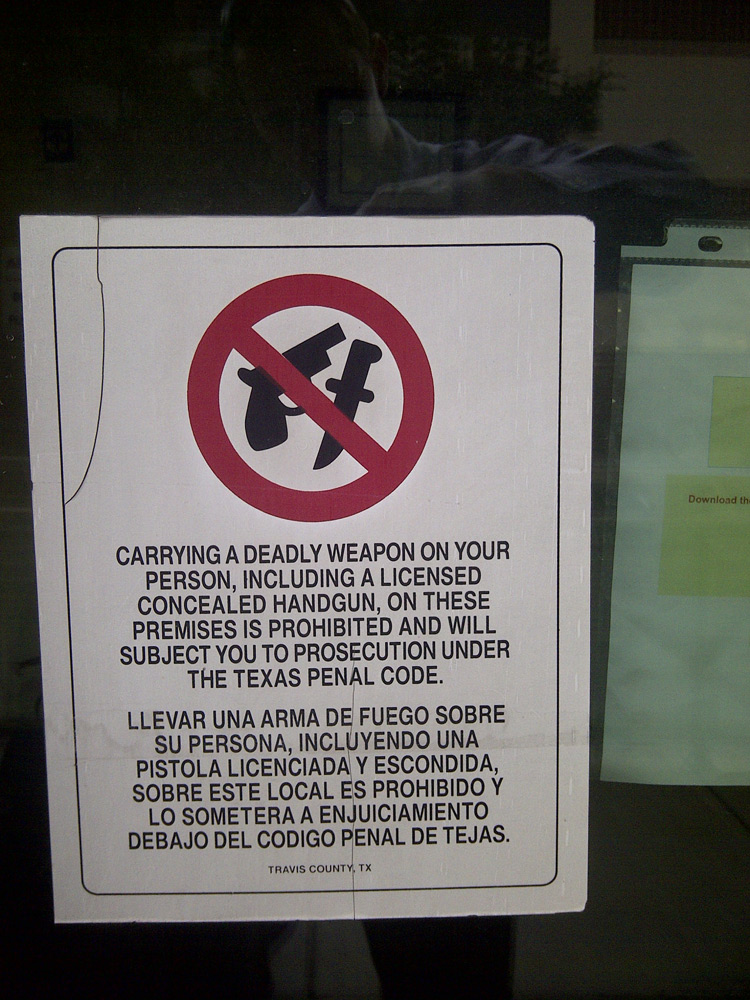 CARRYING A DEADLY WEAPON ON YOUR
PERSON, INCLUDING A LICENSED
CONCEALED HANDGUN, ON THESE
PREMISES IS PROHIBITED AND WILL
SUBJECT YOU TO PROSECUTION UNDER
THE TEXAS PENAL CODE.
LLEVAR UNA ARMA DE FUEGO SOBRE
SU PERSONA, INCLUYENDO UNA
PISTOLA LICENCIADA Y ESCONDIDA,
SOBRE ESTE LOCAL ES PROHIBIDO Y
LO SOMETERA A ENJUICIAMIENTO
DEBAJO DEL CODIGO PENAL DE TEJAS.
TRAVIS COUNTY, TX
Download